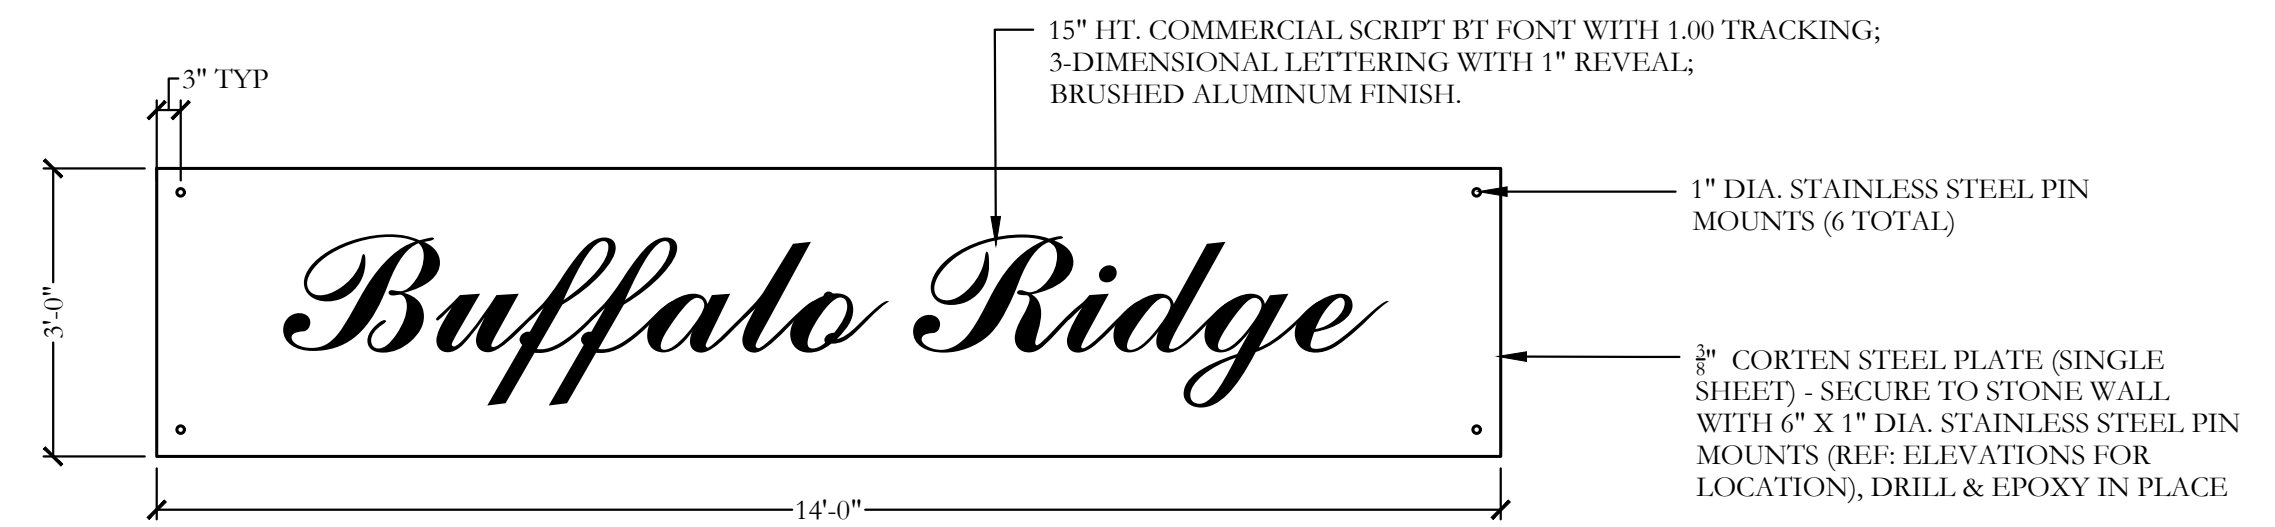 15" HT. COMMERCIAL SCRIPT BT FONT WITH 1.00 TRACKING;
3-DIMENSIONAL LETTERING WITH 1" REVEAL;
BRUSHED ALUMINUM FINISH.
3" TYP
1" DIA. STAINLESS STEEL PIN
MOUNTS (6 TOTAL)
Buffalo Ridge
3'-0"
3/8" CORTEN STEEL PLATE (SINGLE
SHEET) - SECURE TO STONE WALL
WITH 6" X 1" DIA. STAINLESS STEEL PIN
MOUNTS (REF: ELEVATIONS FOR
LOCATION), DRILL & EPOXY IN PLACE
14'-0"